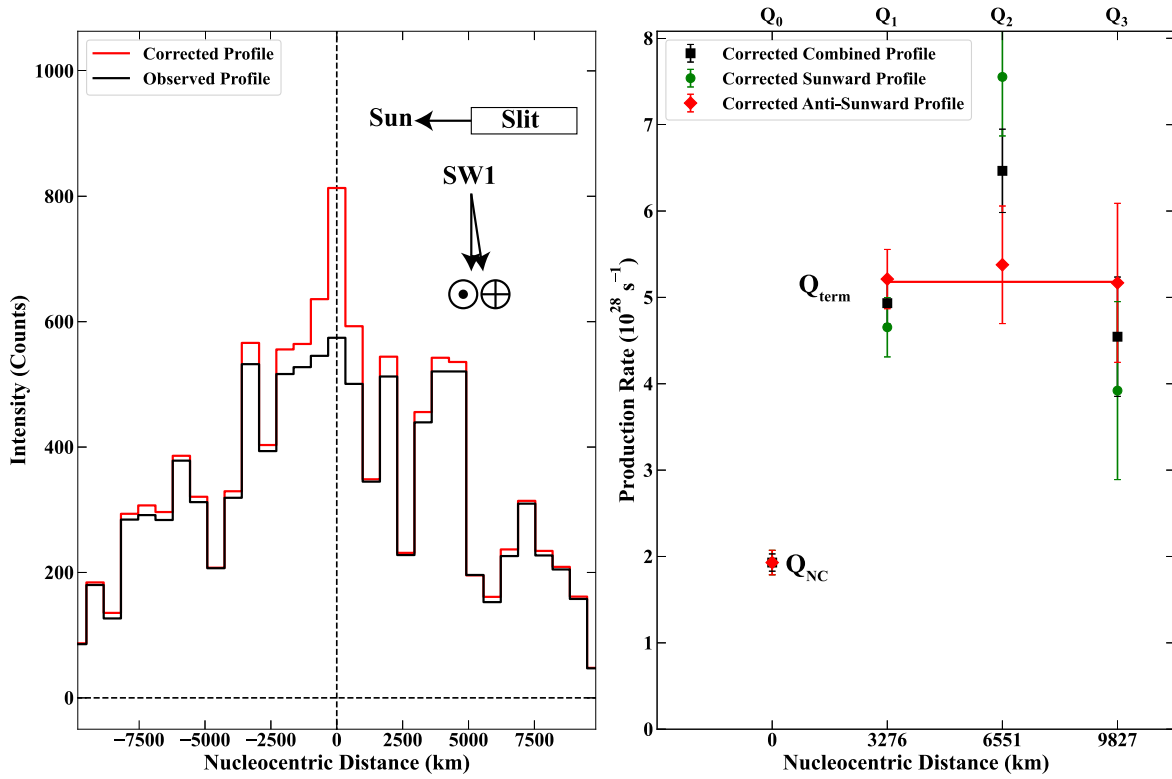 Corrected Profile
Observed Profile
Sun
Slit
SW1
1000
800
600
400
200
0
Intensity (Counts)
−7500 −5000 −2500 0 2500 5000 7500
Nucleocentric Distance (km)
Q0 Q1 Q2 Q3
Corrected Combined Profile
Corrected Sunward Profile
Corrected Anti-Sunward Profile
Qterm
QNC
8
7
6
5
4
3
2
1
0
Production Rate (10^28 s^−1)
0 3276 6551 9827
Nucleocentric Distance (km)